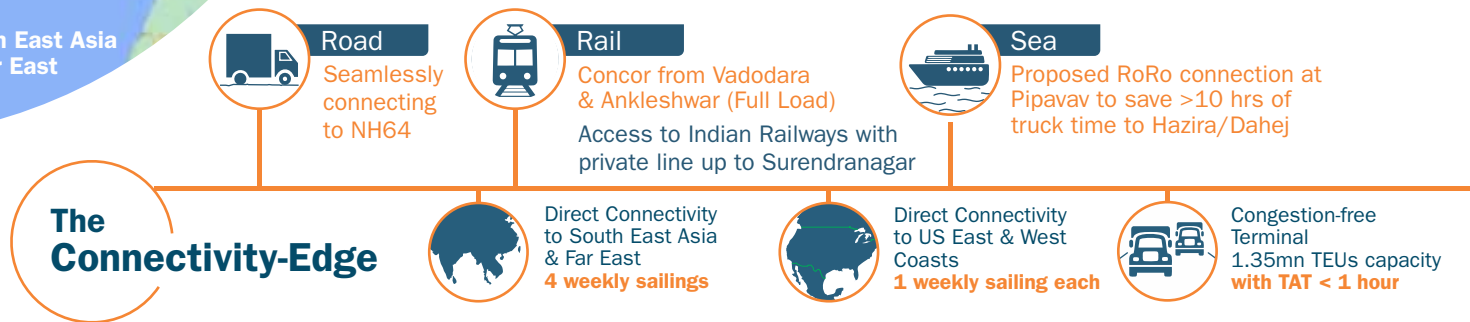 East Asia
East
Road
Seamlessly
connecting
to NH64
Rail
Concor from Vadodara
& Ankleshwar (Full Load)
Access to Indian Railways with
private line up to Surendranagar
Sea
Proposed RoRo connection at
Pipavav to save >10 hrs of
truck time to Hazira/Dahej
The
Connectivity-Edge
Direct Connectivity
to South East Asia
& Far East
4 weekly sailings
Direct Connectivity
to US East & West
Coasts
1 weekly sailing each
Congestion-free
Terminal
1.35mn TEUs capacity
with TAT < 1 hour